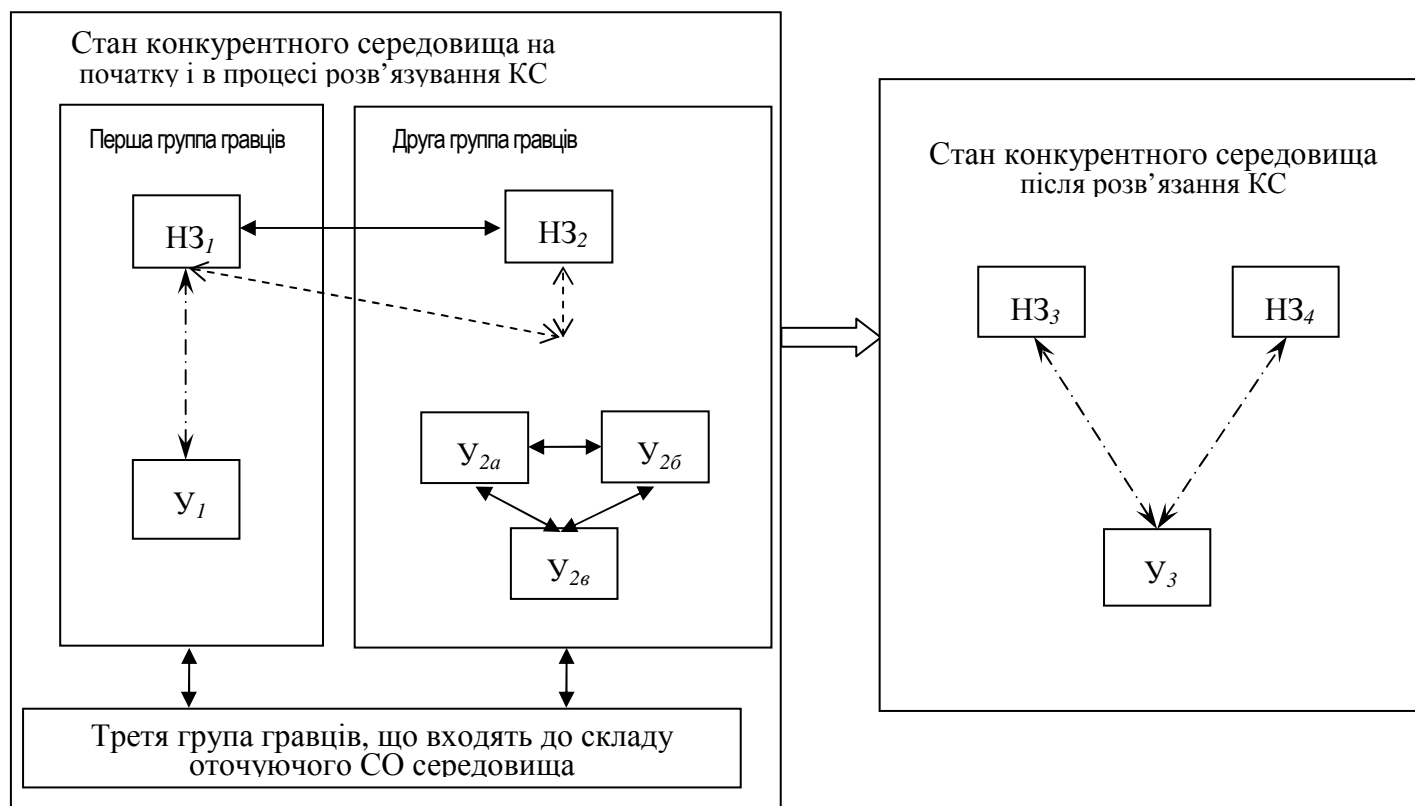 Стан конкурентного середовища на
початку і в процесі розв’язування КС
Перша группа гравців
Друга группа гравців
НЗ1
НЗ2
У1
У2а
У2б
У2в
Третя група гравців, що входять до складу
оточуючого СО середовища
Стан конкурентного середовища
після розв’язання КС
НЗ3
НЗ4
У3